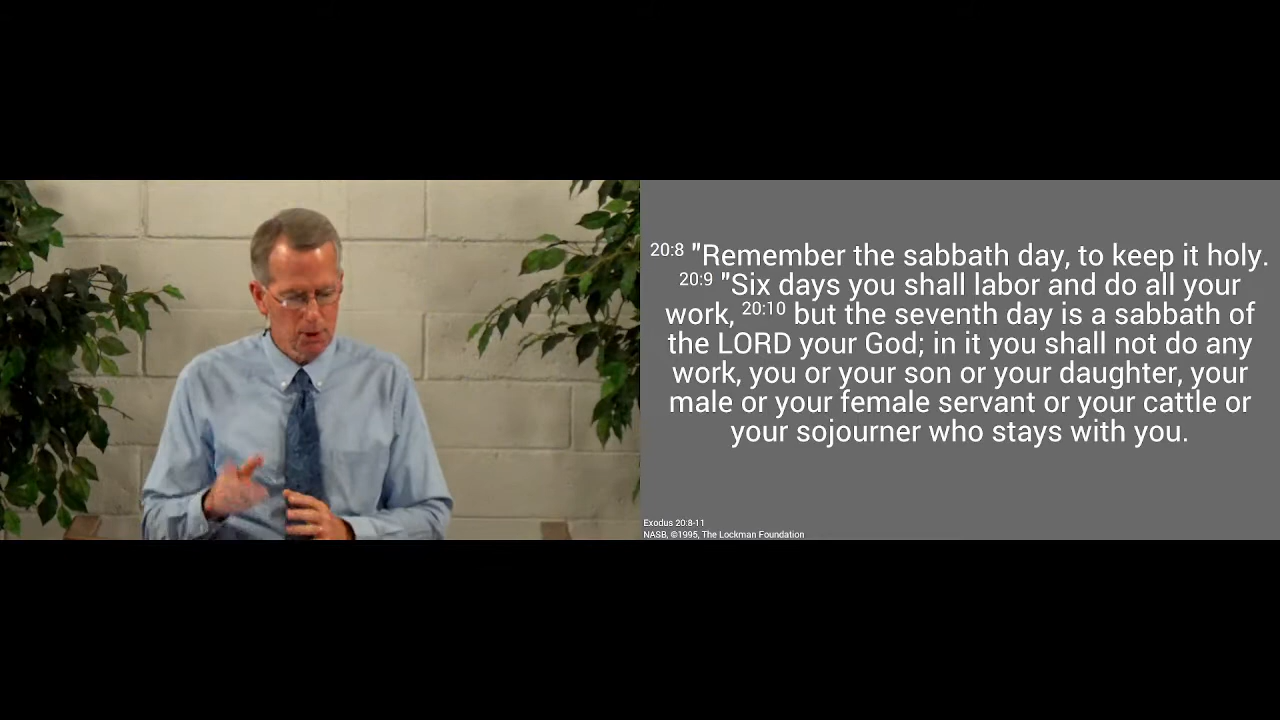 20:8 "Remember the sabbath day, to keep it holy.
20:9 "Six days you shall labor and do all your
work, 20:10 but the seventh day is a sabbath of
the LORD your God; in it you shall not do any
work, you or your son or your daughter, your
male or your female servant or your cattle or
your sojourner who stays with you.
Exodus 20:8-11
NASB, ©1995, The Lockman Foundation